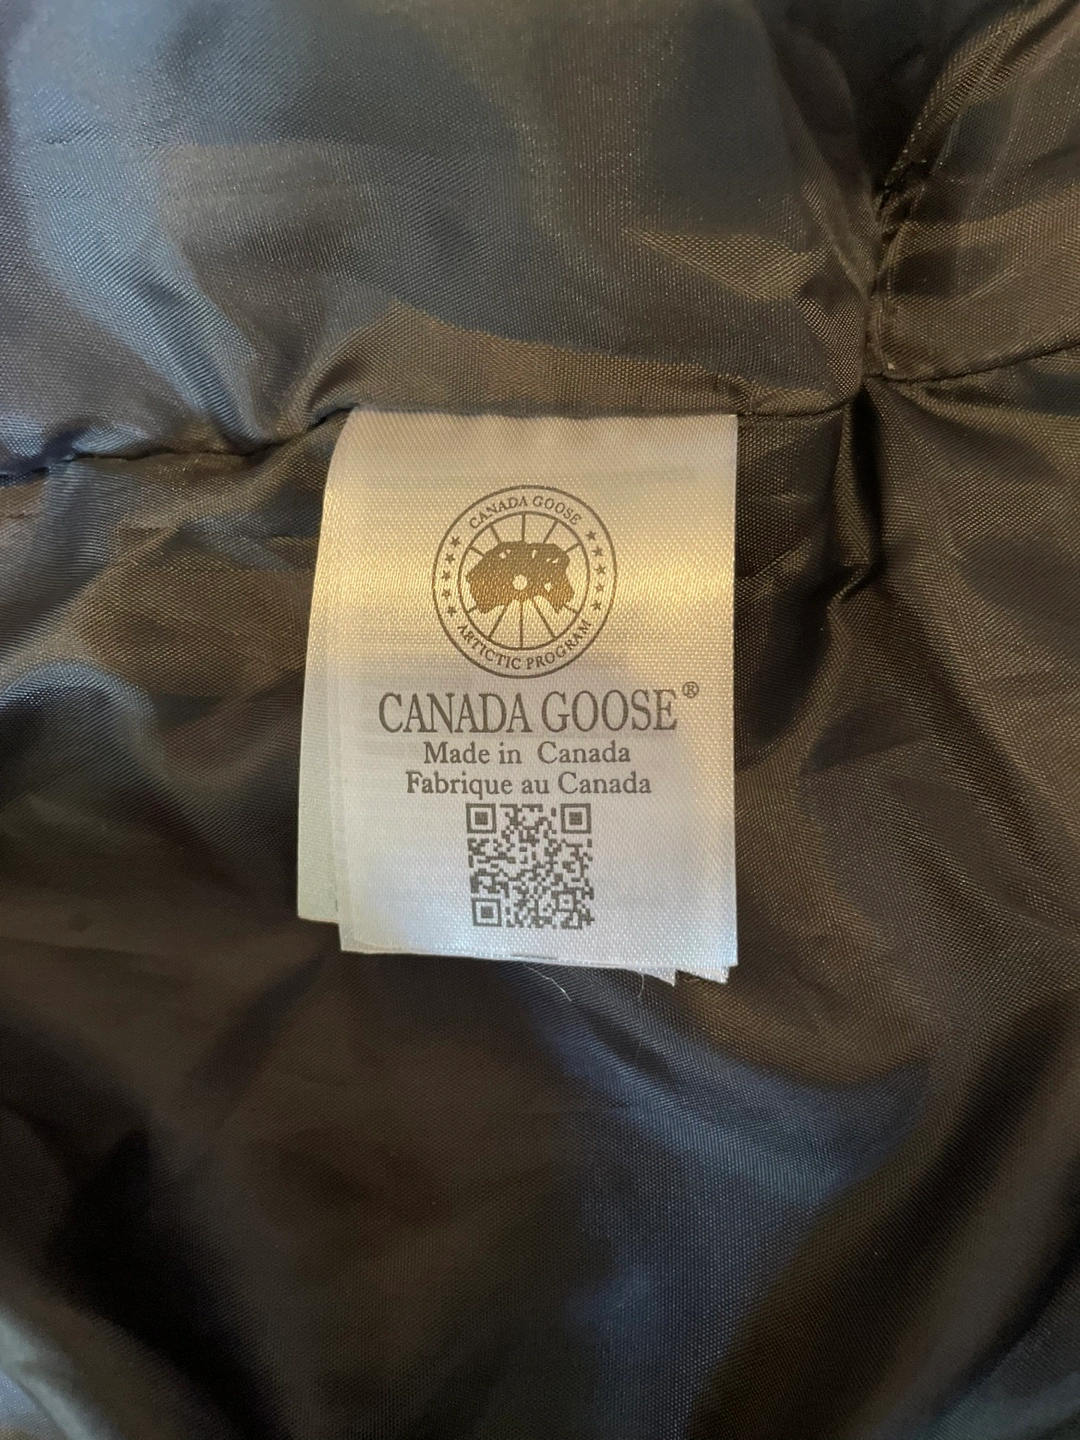 CANADA GOOSE
ARTICTIC PROGRAM
CANADA GOOSE®
Made in Canada
Fabrique au Canada